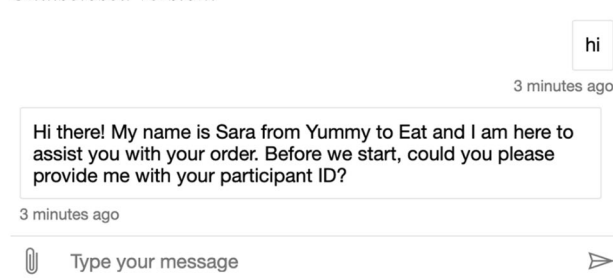 hi
3 minutes ago
Hi there! My name is Sara from Yummy to Eat and I am here to
assist you with your order. Before we start, could you please
provide me with your participant ID?
3 minutes ago
Type your message